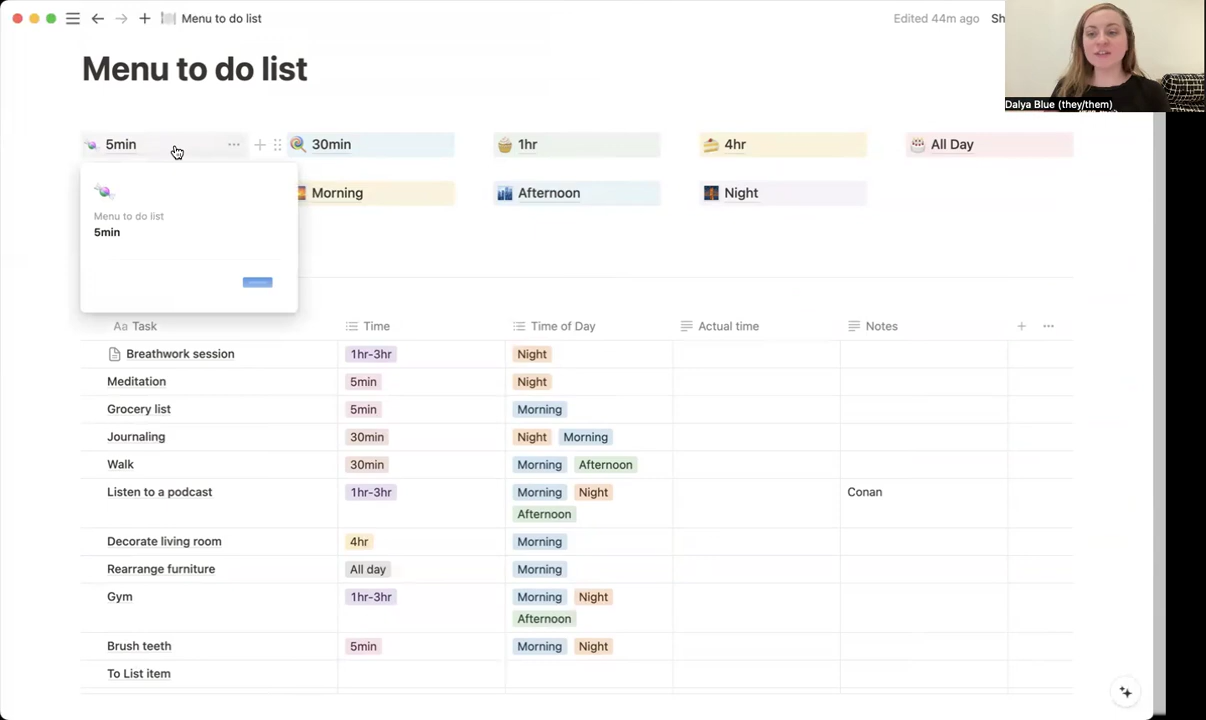 Menu to do list
Edited 44m ago
Sh
Dalya Blue (they/them)
Menu to do list
5min
30min
1hr
4hr
All Day
Morning
Afternoon
Night
Menu to do list
5min
Aa Task
Time
Time of Day
Actual time
Notes
Breathwork session
1hr-3hr
Night
Meditation
5min
Night
Grocery list
5min
Morning
Journaling
30min
Night
Morning
Walk
30min
Morning
Afternoon
Listen to a podcast
1hr-3hr
Morning
Night
Afternoon
Conan
Decorate living room
4hr
Morning
Rearrange furniture
All day
Morning
Gym
1hr-3hr
Morning
Night
Afternoon
Brush teeth
5min
Morning
Night
To List item